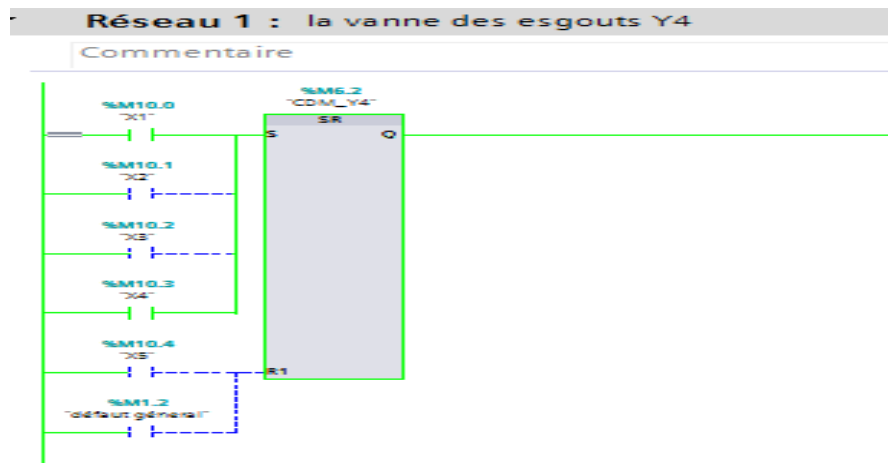 Réseau 1 : la vanne des esgouts Y4
Commentaire
%M6.2
"CDM_Y4"
%M10.0
"X1"
SR
S Q
%M10.1
"X2"
%M10.2
"X3"
%M10.3
"X4"
%M10.4
"X5"
R1
%M1.2
"défaut géneral"